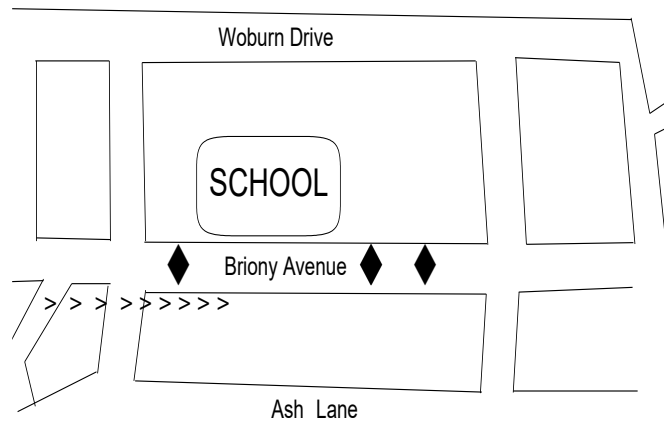 Woburn Drive
SCHOOL
Briony Avenue
> > > > > > > > > >
Ash Lane